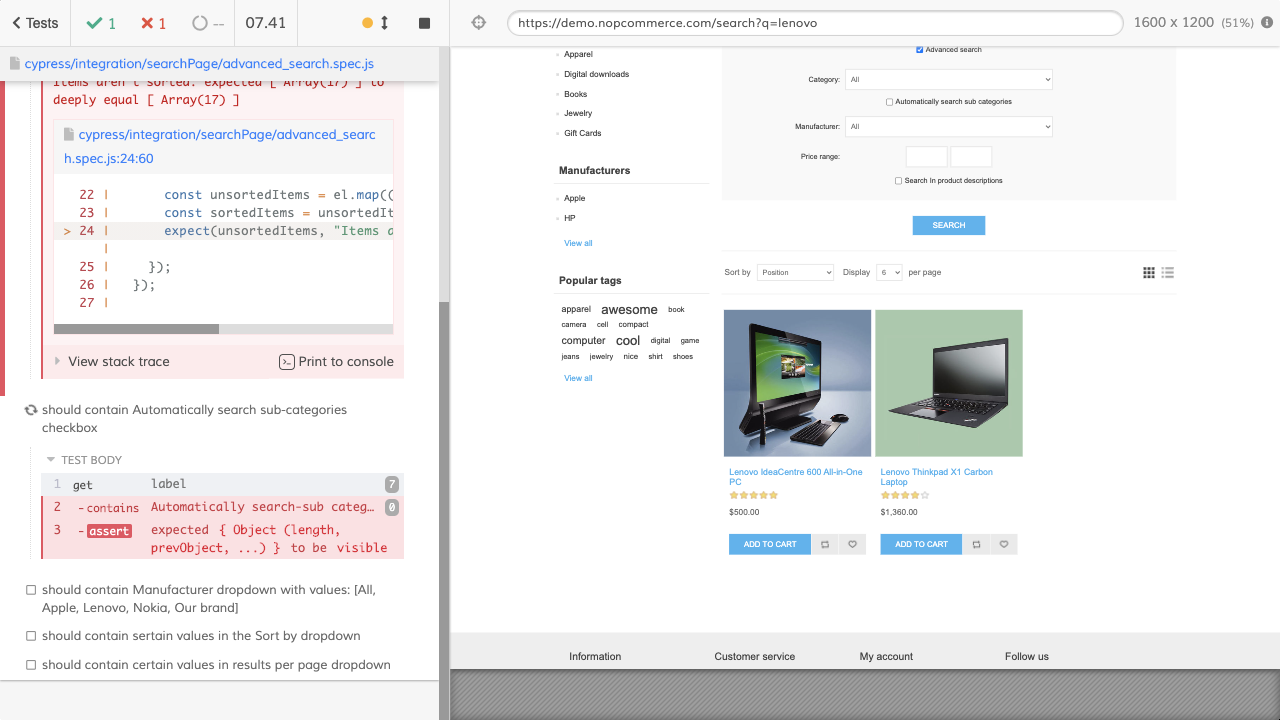 Tests
1
1
--
07.41
https://demo.nopcommerce.com/search?q=lenovo
1600 x 1200 (51%)
cypress/integration/searchPage/advanced_search.spec.js
Items aren't sorted: expected [ Array(17) ] to
deeply equal [ Array(17) ]
cypress/integration/searchPage/advanced_searc
h.spec.js:24:60
22 | const unsortedItems = el.map((
23 | const sortedItems = unsortedIt
> 24 | expect(unsortedItems, "Items a
|
25 | });
26 | });
27 |
View stack trace
Print to console
should contain Automatically search sub-categories
checkbox
TEST BODY
1 get label 7
2 -contains Automatically search-sub categ… 0
3 -assert expected { Object (length,
prevObject, ...) } to be visible
should contain Manufacturer dropdown with values: [All,
Apple, Lenovo, Nokia, Our brand]
should contain sertain values in the Sort by dropdown
should contain certain values in results per page dropdown
Apparel
Digital downloads
Books
Jewelry
Gift Cards
Manufacturers
Apple
HP
View all
Popular tags
apparel awesome book
camera cell compact
computer cool digital game
jeans jewelry nice shirt shoes
View all
Advanced search
Category: All
Automatically search sub categories
Manufacturer: All
Price range:
Search In product descriptions
SEARCH
Sort by Position Display 6 per page
Lenovo IdeaCentre 600 All-in-One
PC
$500.00
ADD TO CART
Lenovo Thinkpad X1 Carbon
Laptop
$1,360.00
ADD TO CART
Information Customer service My account Follow us